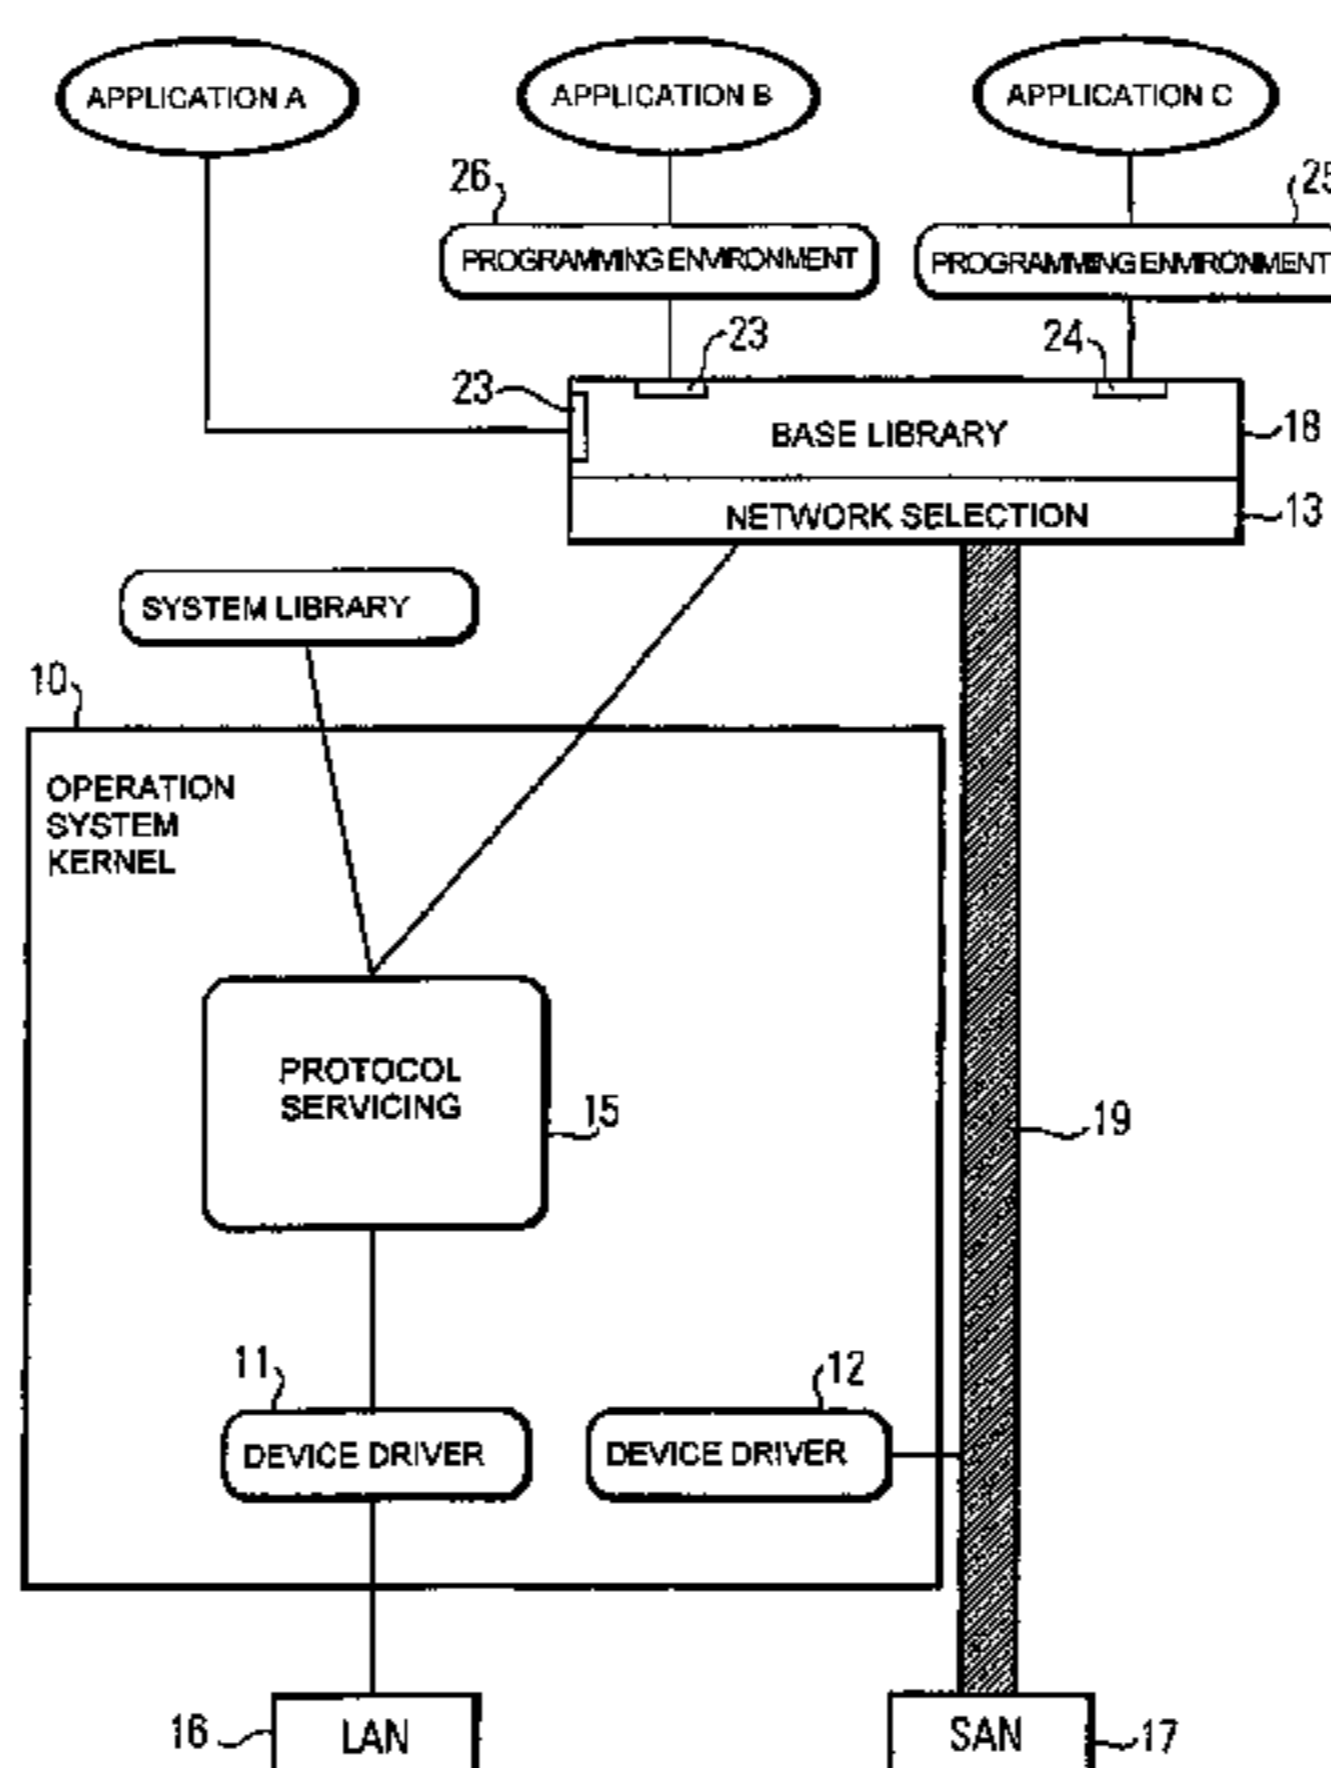 APPLICATION A
APPLICATION B
APPLICATION C
26
25
PROGRAMMING ENVIRONMENT
PROGRAMMING ENVIRONMENT
23
24
23
BASE LIBRARY
18
NETWORK SELECTION
13
SYSTEM LIBRARY
10
OPERATION
SYSTEM
KERNEL
PROTOCOL
SERVICING
15
19
11
12
DEVICE DRIVER
DEVICE DRIVER
16
LAN
SAN
17